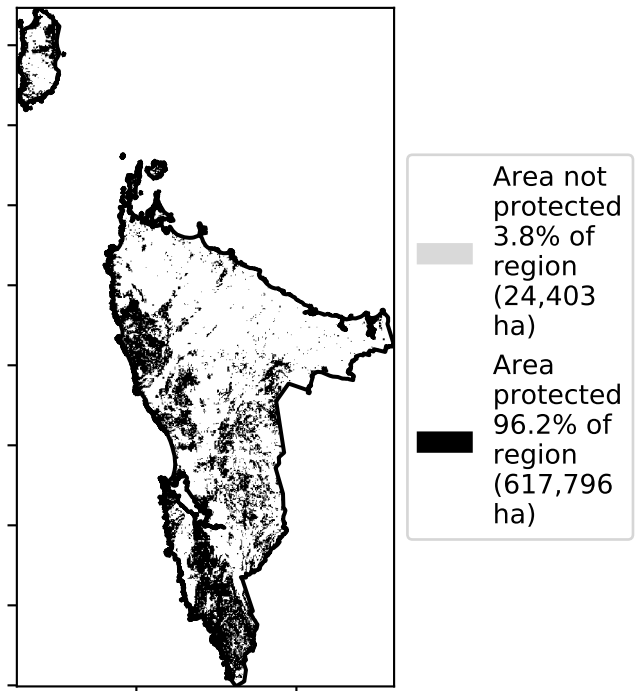 Area not
protected
3.8% of
region
(24,403
ha)
Area
protected
96.2% of
region
(617,796
ha)